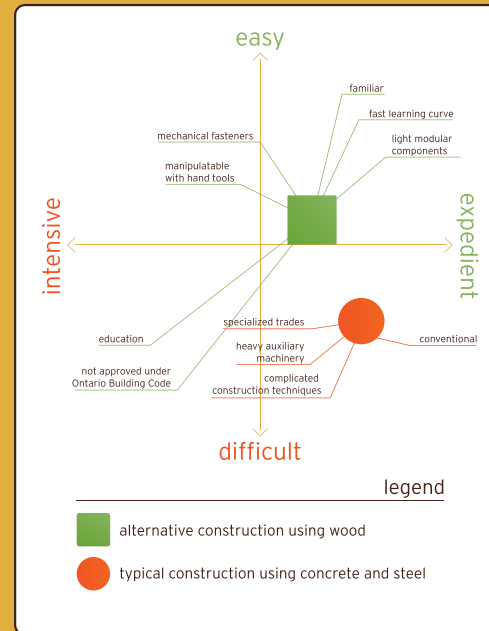 easy
familiar
fast learning curve
mechanical fasteners
light modular
components
manipulatable
with hand tools
intensive
expedient
specialized trades
education
heavy auxiliary
machinery
conventional
not approved under
Ontario Building Code
complicated
construction techniques
difficult
legend
alternative construction using wood
typical construction using concrete and steel